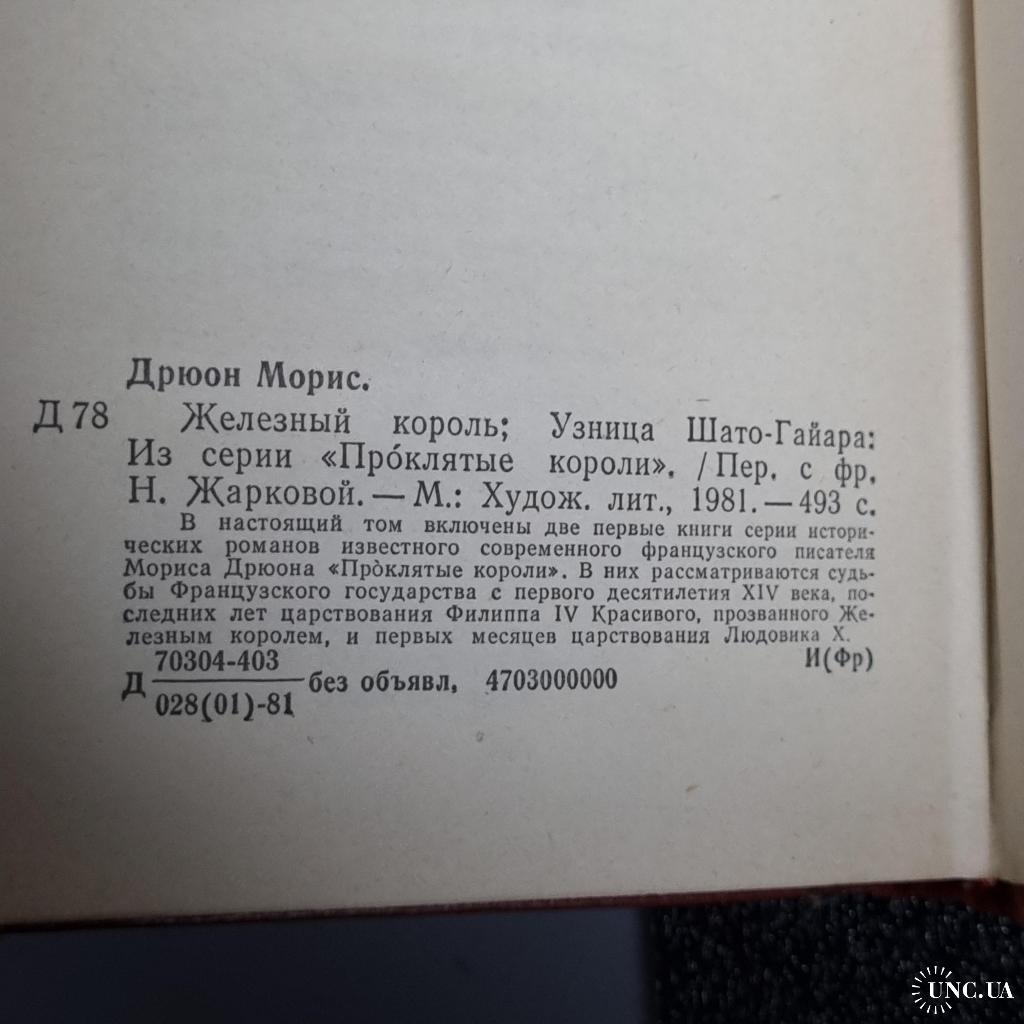 Дрюон Морис.
Д 78 Железный король; Узница Шато-Гайара:
Из серии «Про́клятые короли». / Пер. с фр.
Н. Жарковой. — М.: Худож. лит., 1981. — 493 с.
В настоящий том включены две первые книги серии истори-
ческих романов известного современного французского писателя
Мориса Дрюона «Про̀клятые короли». В них рассматриваются судь-
бы Французского государства с первого десятилетия XIV века, по-
следних лет царствования Филиппа IV Красивого, прозванного Же-
лезным королем, и первых месяцев царствования Людовика X.
И(Фр)
70304-403
Д без объявл, 4703000000
028(01)-81
UNC.UA